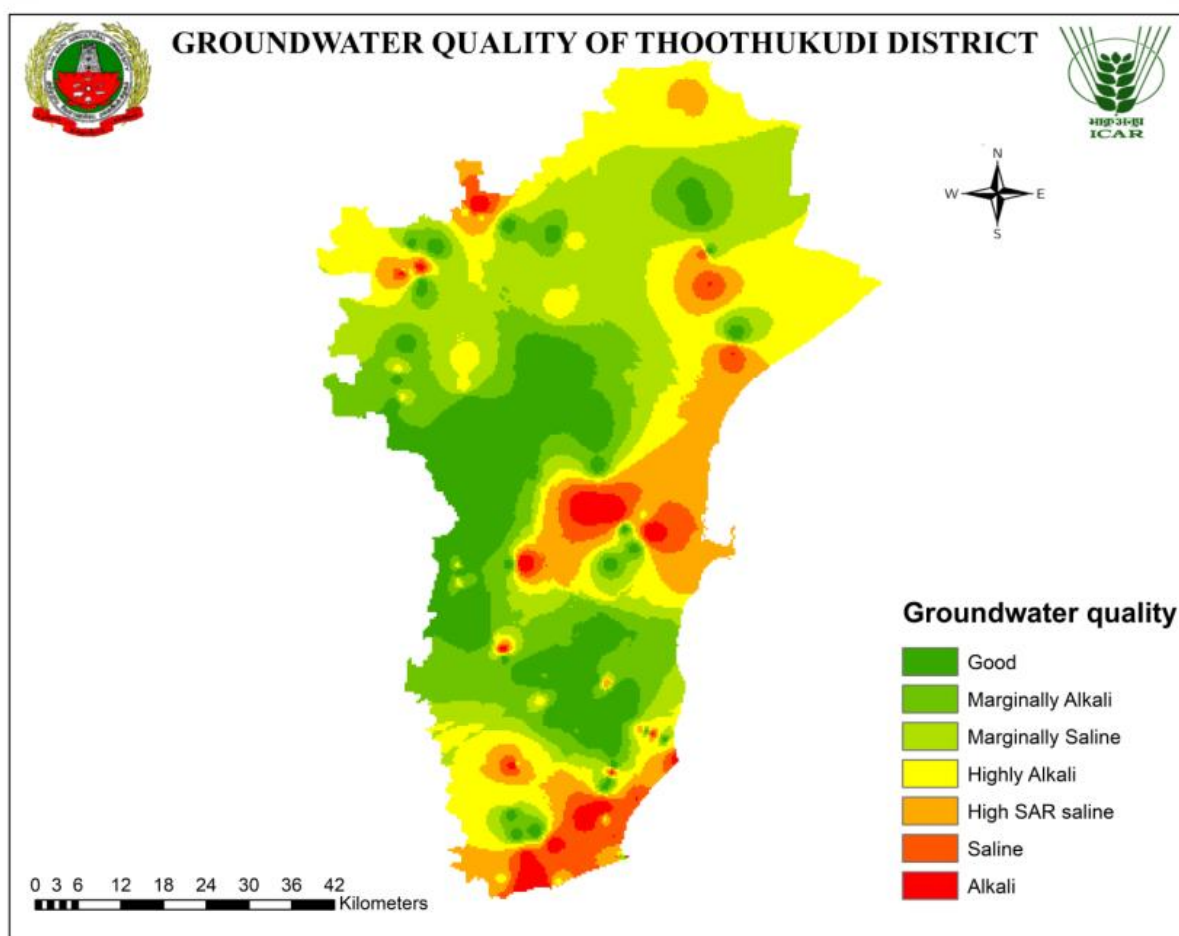 GROUNDWATER QUALITY OF THOOTHUKUDI DISTRICT
भाकृअनुप
ICAR
N
W E
S
Groundwater quality
Good
Marginally Alkali
Marginally Saline
Highly Alkali
High SAR saline
Saline
Alkali
0 3 6 12 18 24 30 36 42
Kilometers